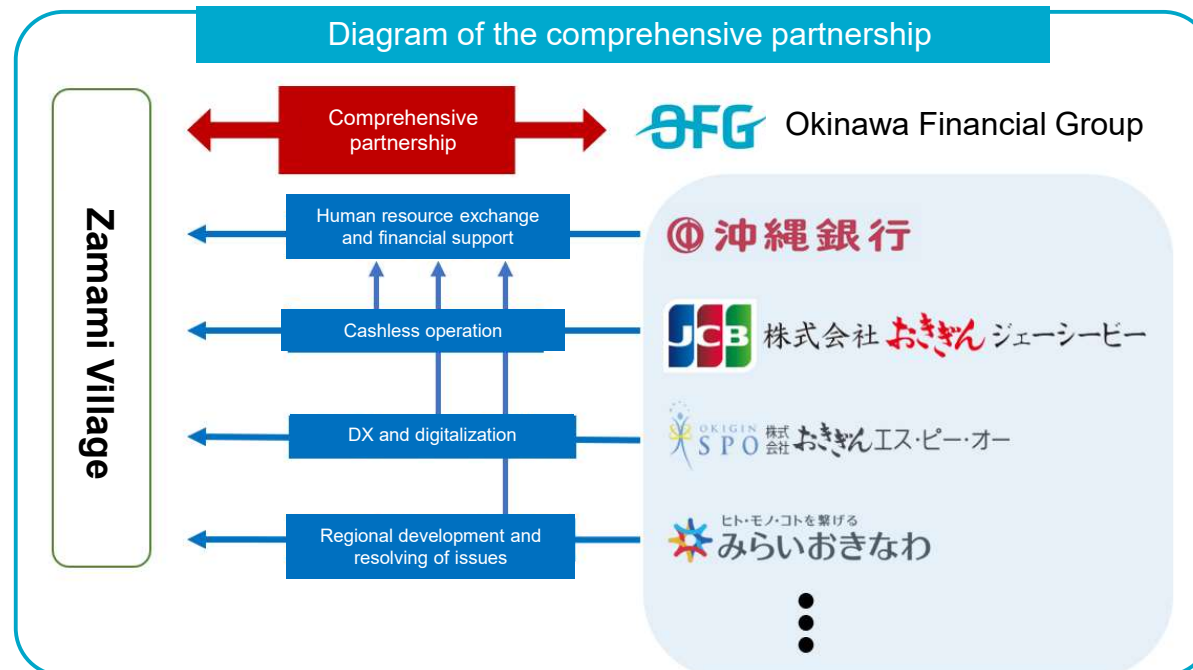 Diagram of the comprehensive partnership
Zamami Village
Comprehensive
partnership
OFG Okinawa Financial Group
Human resource exchange
and financial support
沖縄銀行
Cashless operation
JCB 株式会社おきぎんジェーシービー
DX and digitalization
OKIGIN
SPO 株式会社おきぎんエス・ピー・オー
Regional development and
resolving of issues
ヒト・モノ・コトを繋げる
みらいおきなわ